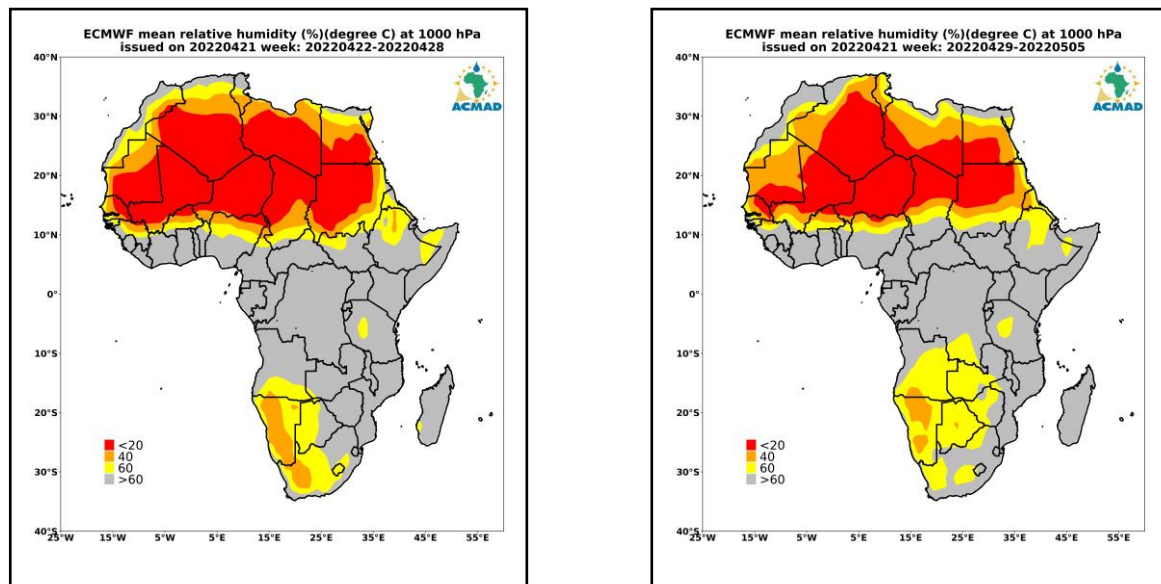 ECMWF mean relative humidity (%)(degree C) at 1000 hPa
issued on 20220421 week: 20220422-20220428
40°N
30°N
20°N
10°N
0°
10°S
20°S
30°S
40°S
25°W
15°W
5°W
5°E
15°E
25°E
35°E
45°E
55°E
ACMAD
<20
40
60
>60
ECMWF mean relative humidity (%)(degree C) at 1000 hPa
issued on 20220421 week: 20220429-20220505
40°N
30°N
20°N
10°N
0°
10°S
20°S
30°S
40°S
25°W
15°W
5°W
5°E
15°E
25°E
35°E
45°E
55°E
ACMAD
<20
40
60
>60